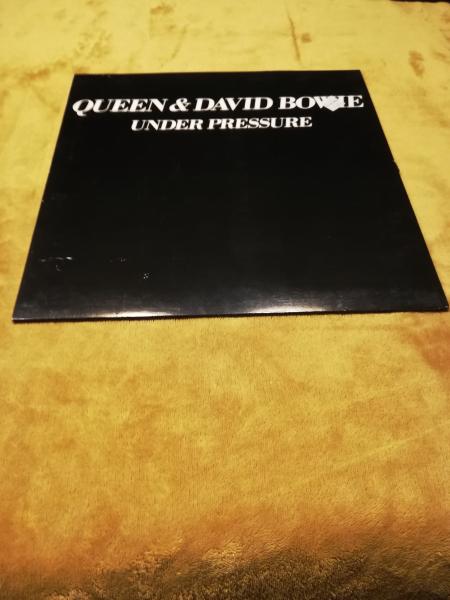 QUEEN & DAVID BOWIE
UNDER PRESSURE